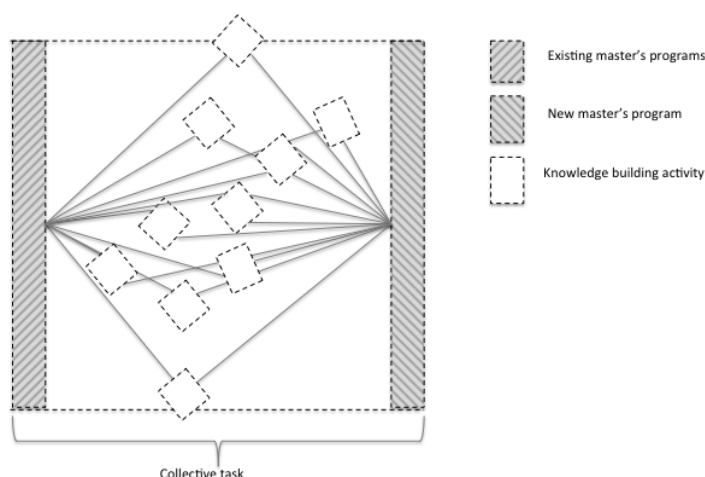 Existing master's programs
New master's program
Knowledge building activity
Collective task